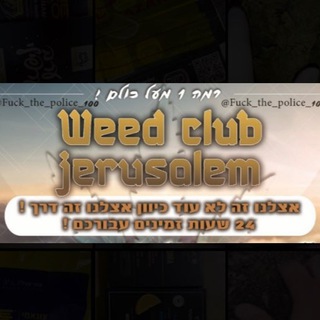 רמה 1 מעל כולם !
@Fuck_the_police_100 @Fuck_the_police_100
Weed club
jerusalem
אצלנו זה לא עוד כיוון אצלנו זה דרך !
24 שעות זמינים עבורכם !